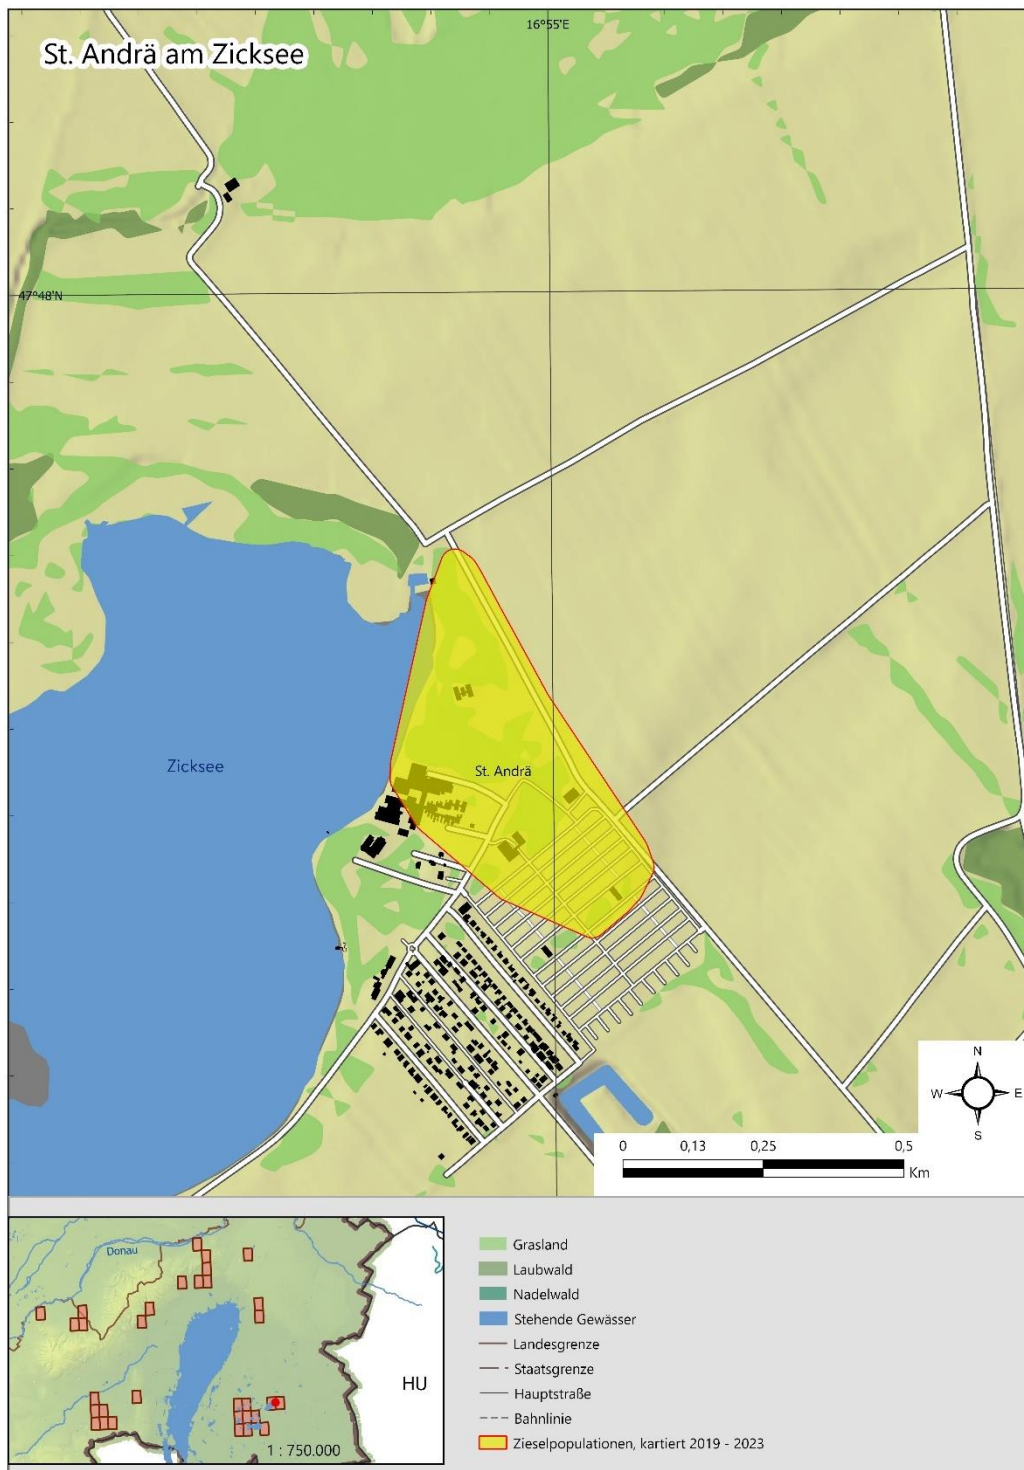 16°55'E
St. Andrä am Zicksee
47°48'N
Zicksee
St. Andrä
N
W E
S
0 0,13 0,25 0,5
Km
Donau
HU
1 : 750.000
Grasland
Laubwald
Nadelwald
Stehende Gewässer
Landesgrenze
Staatsgrenze
Hauptstraße
Bahnlinie
Zieselpopulationen, kartiert 2019 - 2023